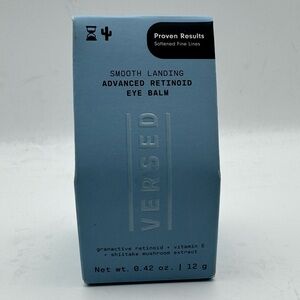 Proven Results
Softened Fine Lines
SMOOTH LANDING
ADVANCED RETINOID
EYE BALM
VERSED
granactive retinoid + vitamin E
+ shiitake mushroom extract
Net wt. 0.42 oz. | 12 g